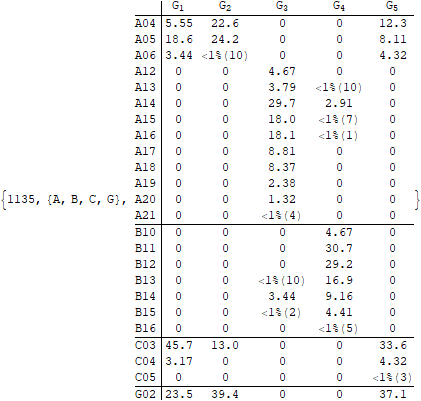 G1 G2 G3 G4 G5
A04 5.55 22.6 0 0 12.3
A05 18.6 24.2 0 0 8.11
A06 3.44 <1%(10) 0 0 4.32
A12 0 0 4.67 0 0
A13 0 0 3.79 <1%(10) 0
A14 0 0 29.7 2.91 0
A15 0 0 18.0 <1%(7) 0
A16 0 0 18.1 <1%(1) 0
A17 0 0 8.81 0 0
A18 0 0 8.37 0 0
A19 0 0 2.38 0 0
{1135, {A, B, C, G}, A20 0 0 1.32 0 0 }
A21 0 0 <1%(4) 0 0
B10 0 0 0 4.67 0
B11 0 0 0 30.7 0
B12 0 0 0 29.2 0
B13 0 0 <1%(10) 16.9 0
B14 0 0 3.44 9.16 0
B15 0 0 <1%(2) 4.41 0
B16 0 0 0 <1%(5) 0
C03 45.7 13.0 0 0 33.6
C04 3.17 0 0 0 4.32
C05 0 0 0 0 <1%(3)
G02 23.5 39.4 0 0 37.1